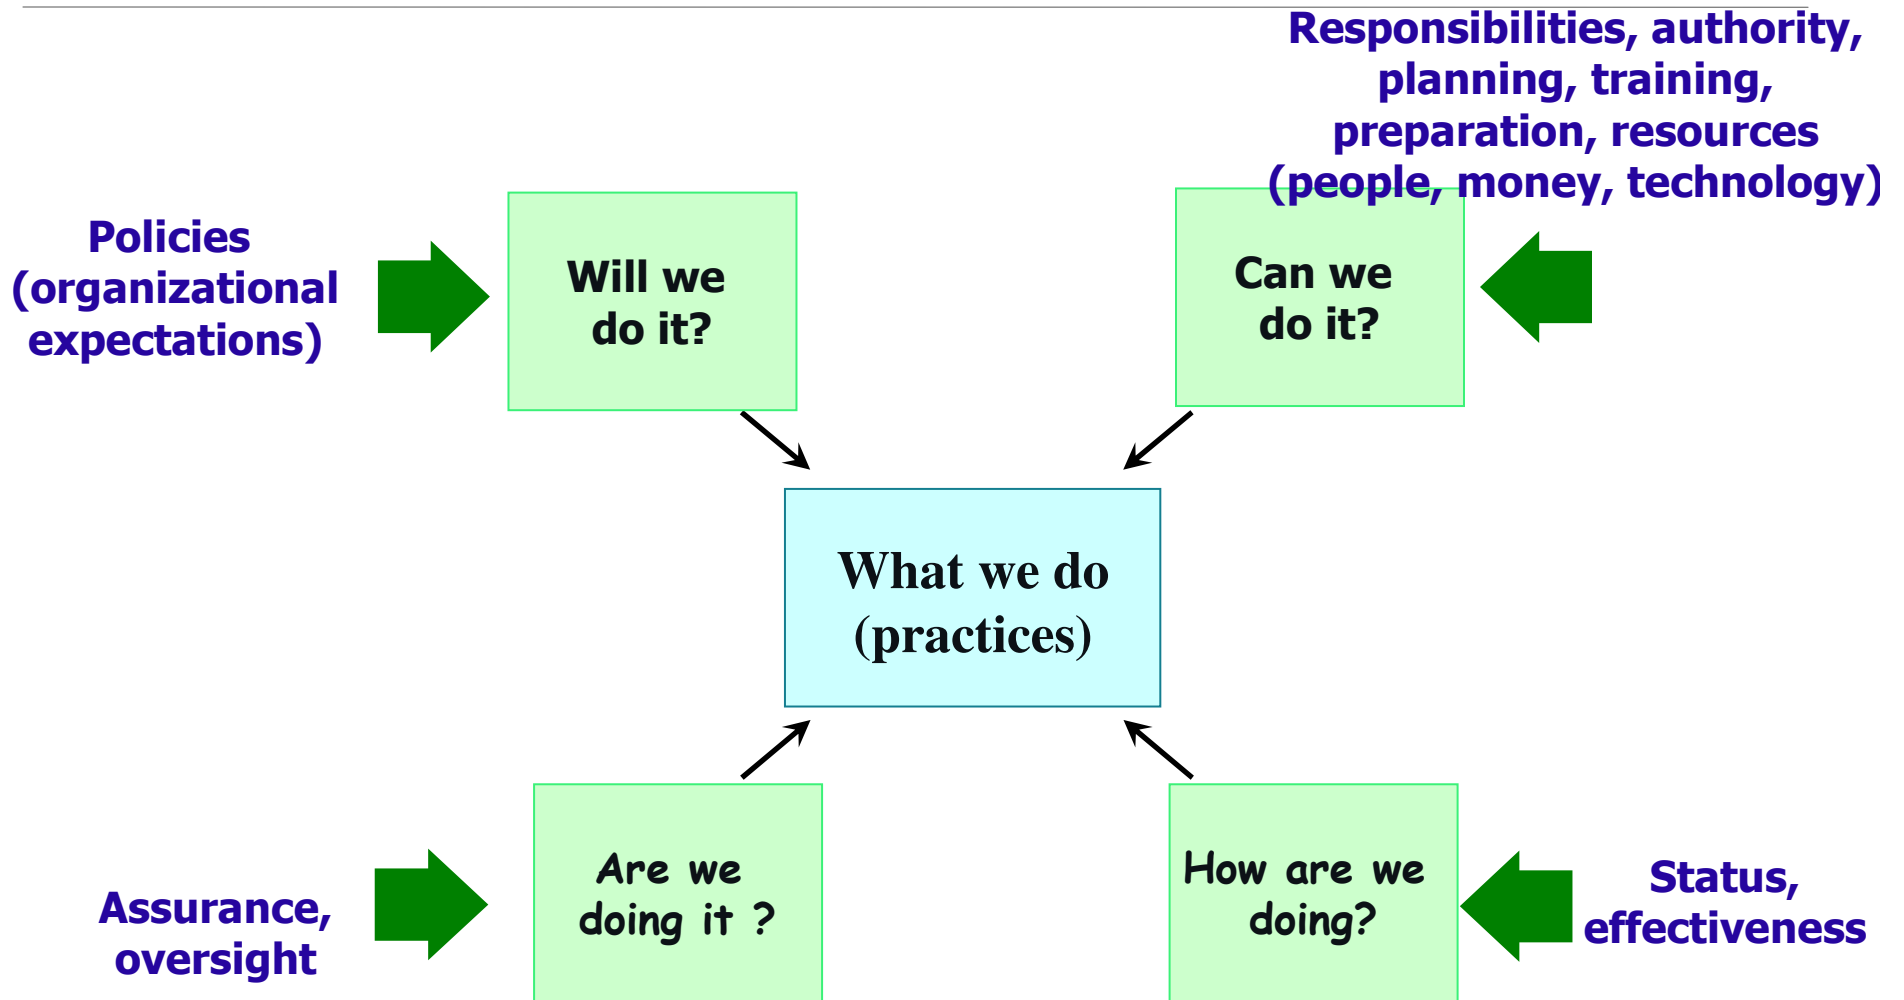 Responsibilities, authority,
planning, training,
preparation, resources
(people, money, technology)
Policies
(organizational
expectations)
Will we
do it?
Can we
do it?
What we do
(practices)
Assurance,
oversight
Are we
doing it ?
How are we
doing?
Status,
effectiveness